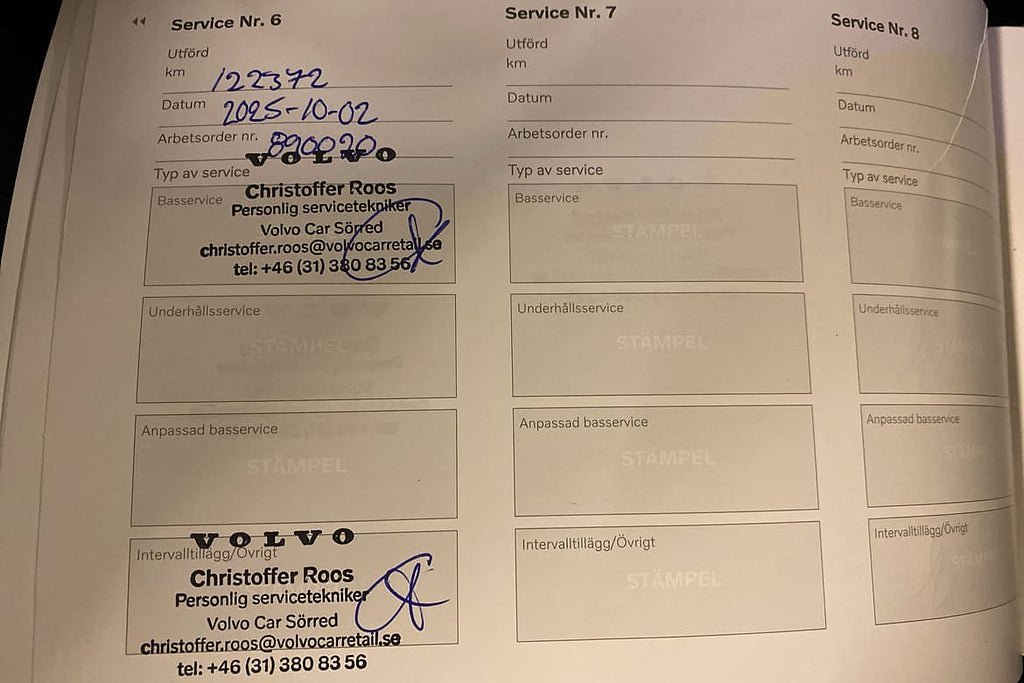 Service Nr. 6
Utförd
km 122372
Datum 2025-10-02
Arbetsorder nr. 890020
VOLVO
Typ av service
Basservice
Christoffer Roos
Personlig servicetekniker
Volvo Car Sörred
christoffer.roos@volvocarretail.se
tel: +46 (31) 380 83 56
Underhållsservice
STÄMPEL
Anpassad basservice
STÄMPEL
VOLVO
Intervalltillägg/Övrigt
Christoffer Roos
Personlig servicetekniker
Volvo Car Sörred
christoffer.roos@volvocarretail.se
tel: +46 (31) 380 83 56
Service Nr. 7
Utförd
km
Datum
Arbetsorder nr.
Typ av service
Basservice
STÄMPEL
Underhållsservice
STÄMPEL
Anpassad basservice
STÄMPEL
Intervalltillägg/Övrigt
STÄMPEL
Service Nr. 8
Utförd
km
Datum
Arbetsorder nr.
Typ av service
Basservice
Underhållsservice
Anpassad basservice
Intervalltillägg/Övrigt